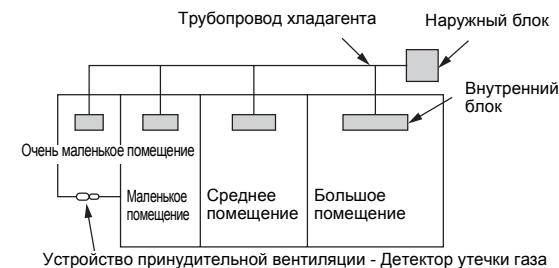 Трубопровод хладагента
Наружный блок
Внутренний
блок
Очень маленькое помещение
Маленькое
помещение
Среднее
помещение
Большое
помещение
Устройство принудительной вентиляции - Детектор утечки газа